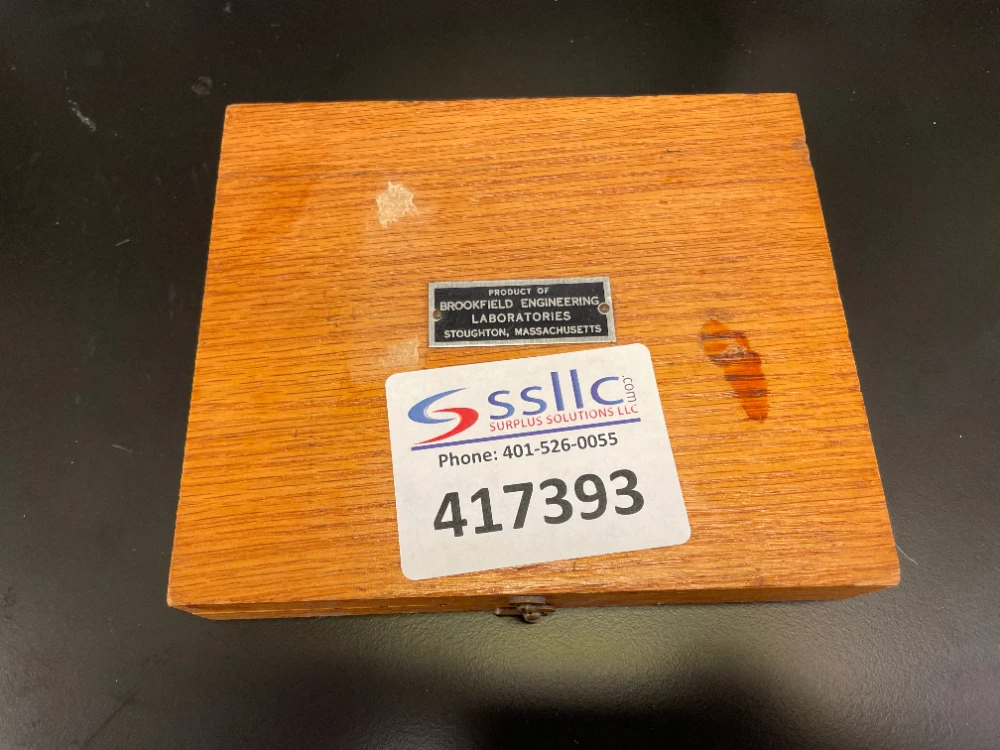 PRODUCT OF
BROOKFIELD ENGINEERING
LABORATORIES
STOUGHTON, MASSACHUSETTS
ssllc.com
SURPLUS SOLUTIONS LLC
Phone: 401-526-0055
417393